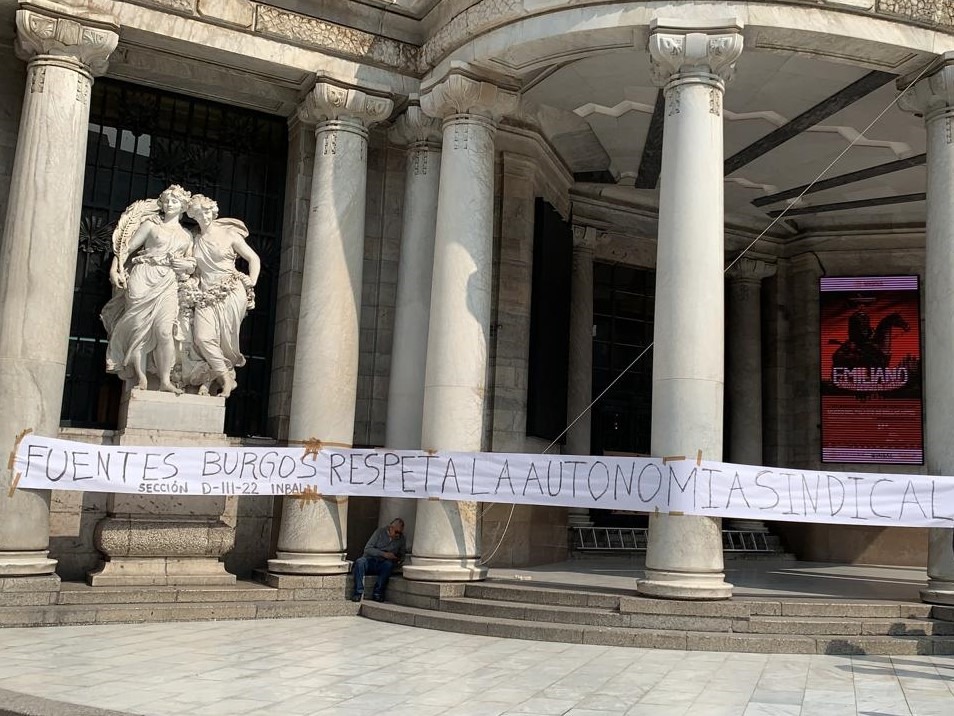 FUENTES BURGOS RESPETA LA AUTONOMIA SINDICAL
SECCIÓN D-III-22 INBAL
EMILIANO